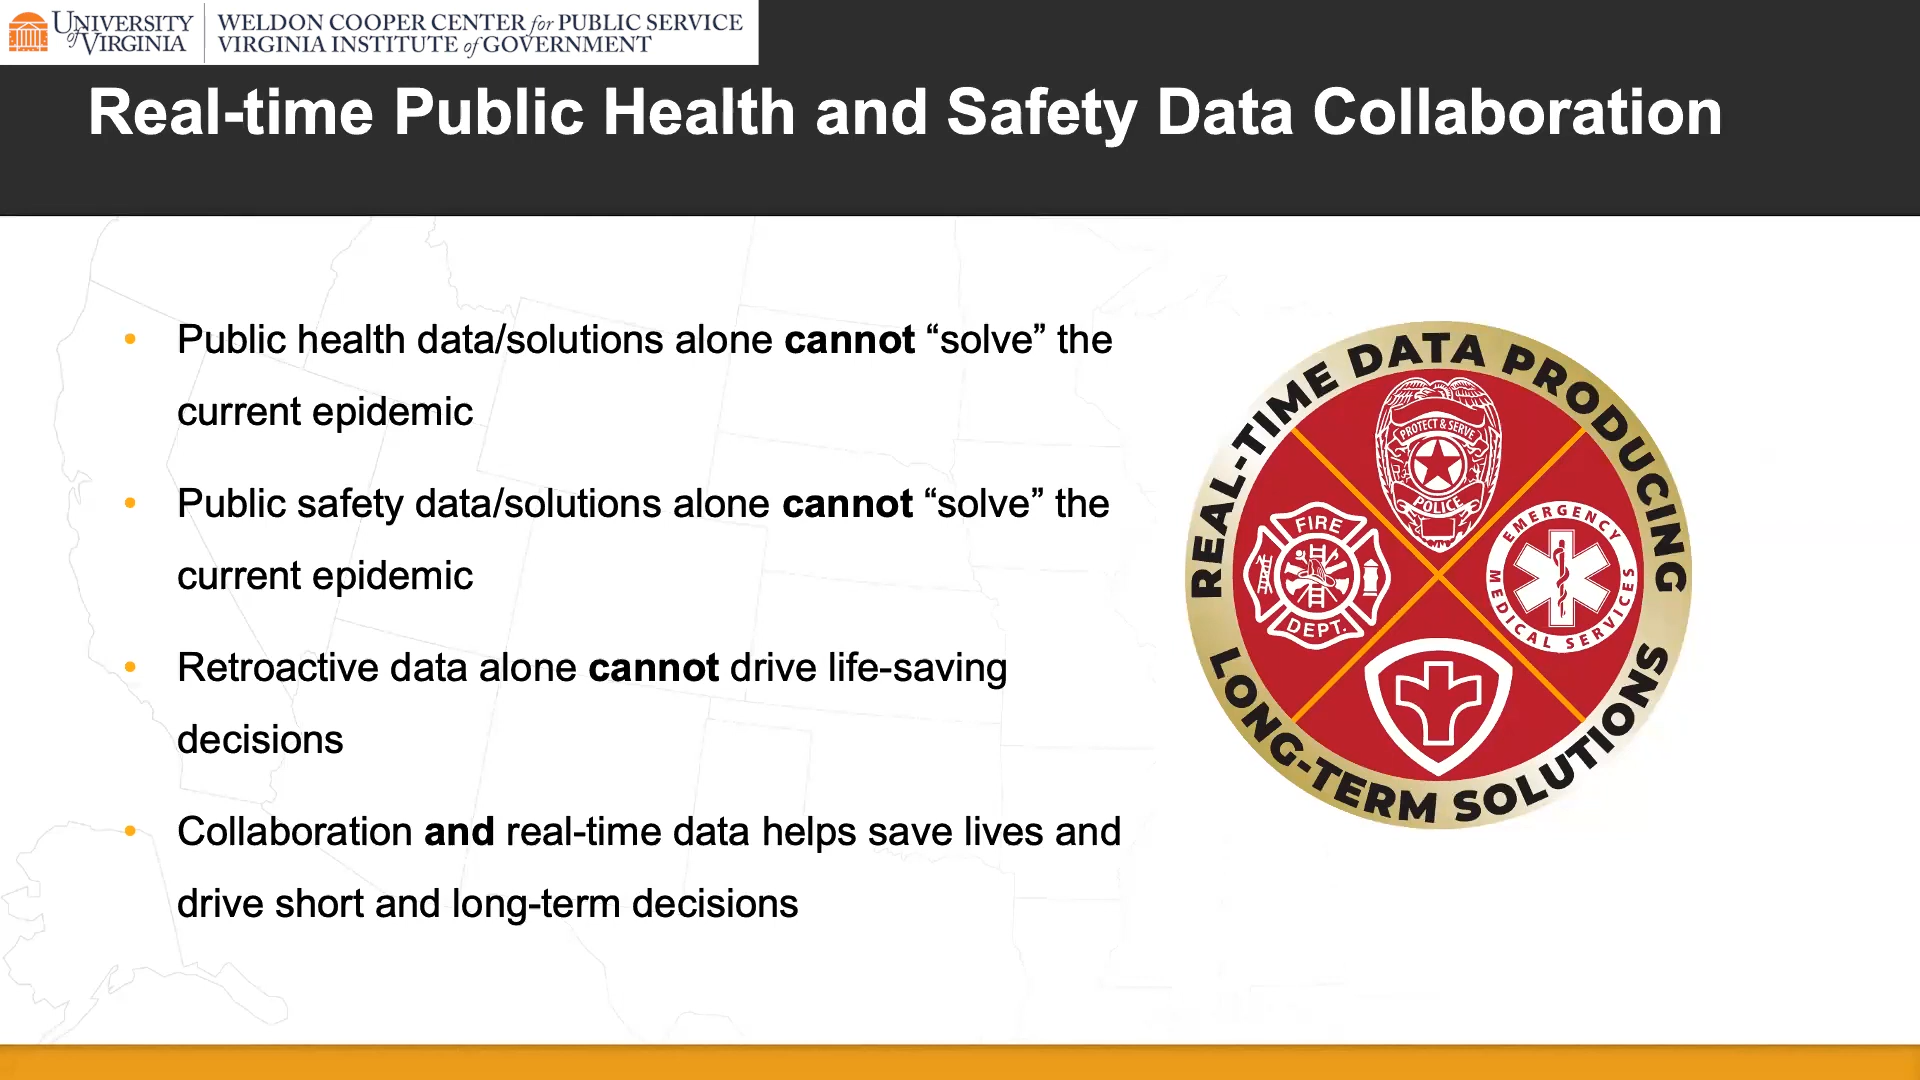 UNIVERSITY of VIRGINIA
WELDON COOPER CENTER for PUBLIC SERVICE
VIRGINIA INSTITUTE of GOVERNMENT
Real-time Public Health and Safety Data Collaboration
• Public health data/solutions alone cannot “solve” the
current epidemic
• Public safety data/solutions alone cannot “solve” the
current epidemic
• Retroactive data alone cannot drive life-saving
decisions
• Collaboration and real-time data helps save lives and
drive short and long-term decisions
REAL-TIME DATA PRODUCING
PROTECT & SERVE
POLICE
FIRE
DEPT.
EMERGENCY
MEDICAL SERVICES
LONG-TERM SOLUTIONS